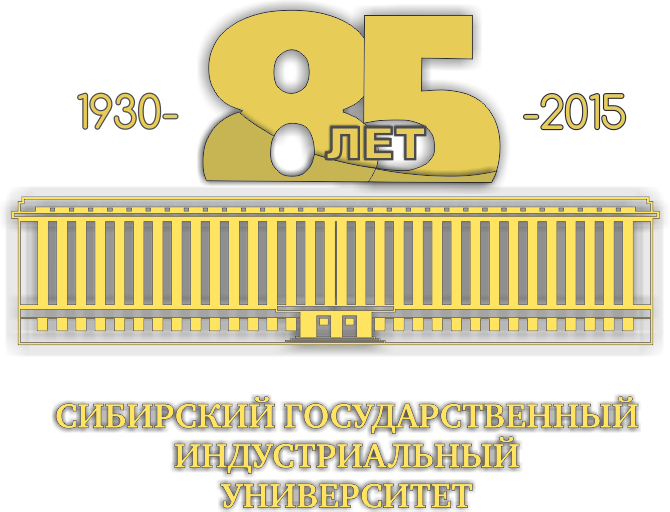 85
1930-
ЛЕТ
-2015
СИБИРСКИЙ ГОСУДАРСТВЕННЫЙ
ИНДУСТРИАЛЬНЫЙ
УНИВЕРСИТЕТ